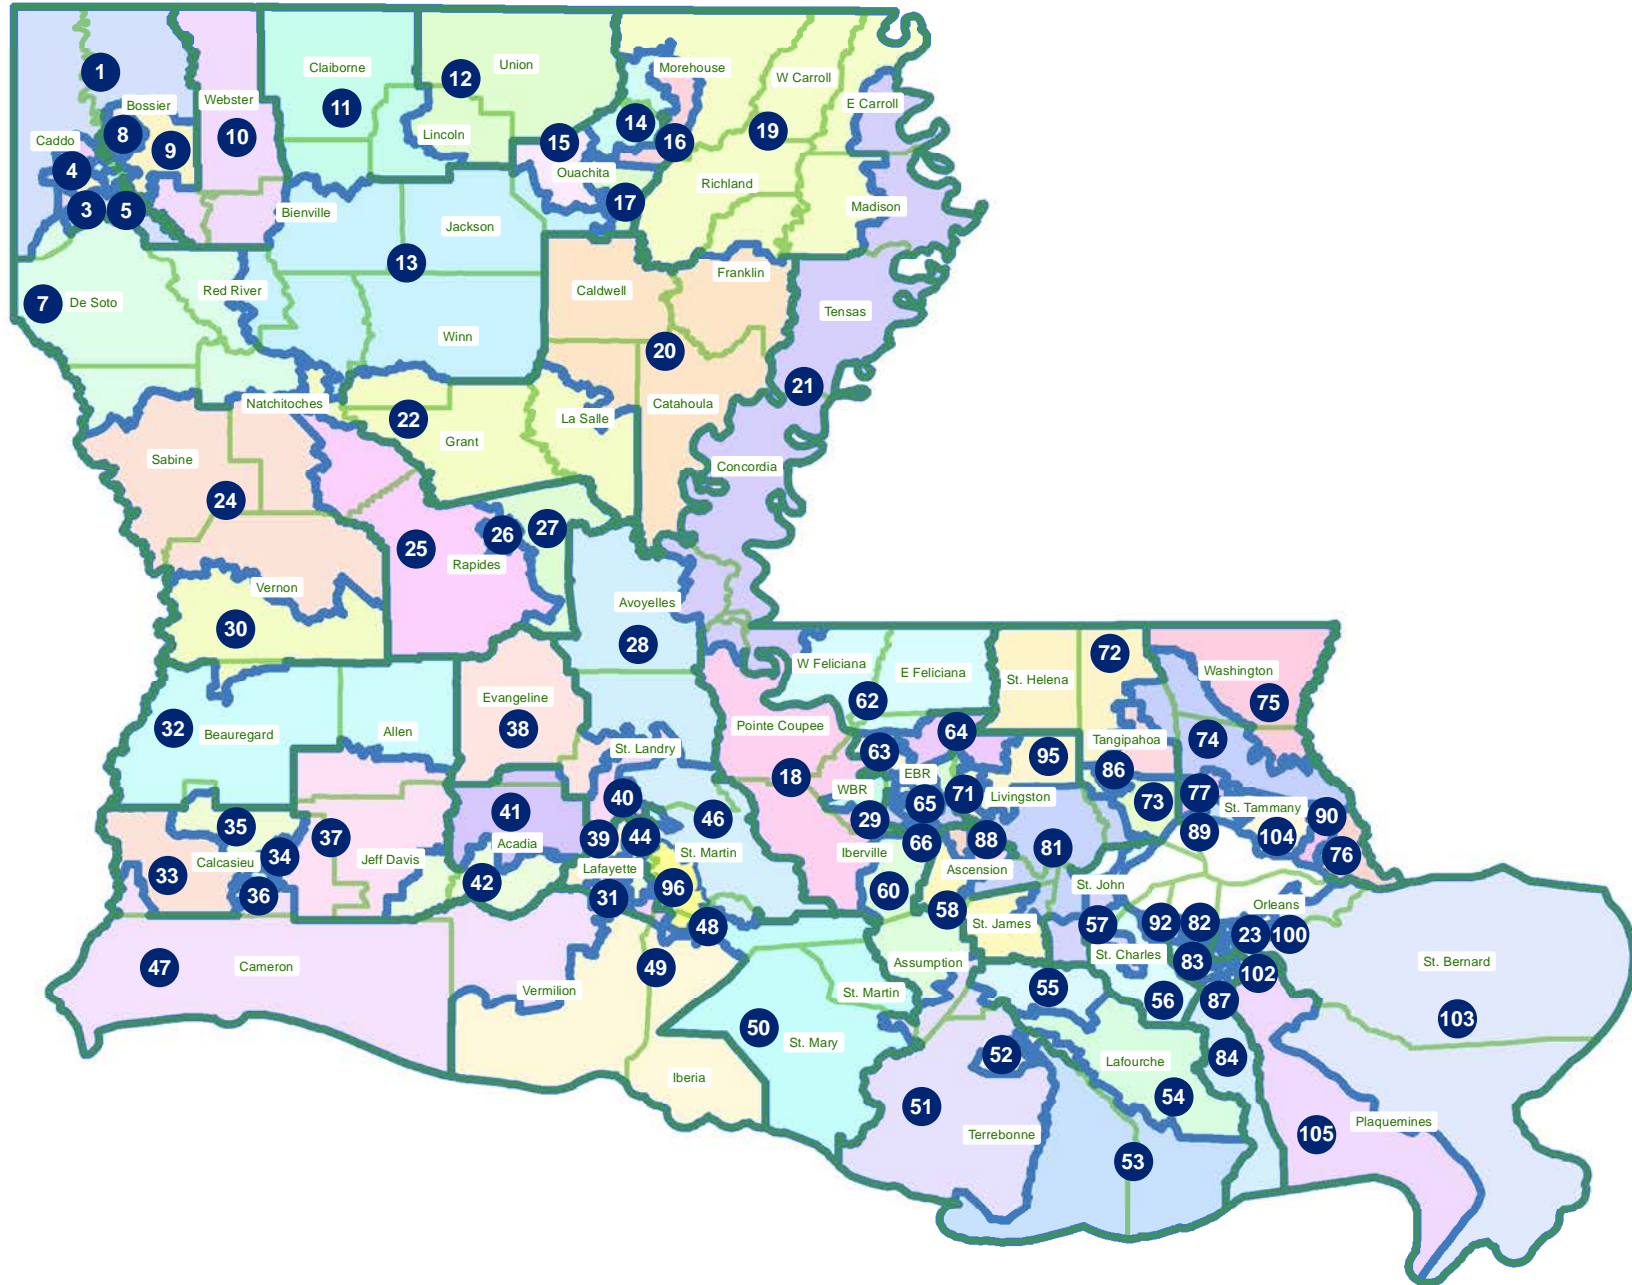 1
Claiborne
11
12
Union
Morehouse
W Carroll
E Carroll
Bossier
Webster
Caddo
8
9
10
Lincoln
15
14
16
19
4
3
5
Ouachita
17
Richland
Madison
Bienville
Jackson
13
7
De Soto
Red River
Caldwell
Franklin
Tensas
Winn
20
21
Natchitoches
22
Grant
La Salle
Catahoula
Sabine
24
Concordia
25
26
27
Rapides
Vernon
30
Avoyelles
28
W Feliciana
E Feliciana
St. Helena
72
Washington
75
62
Evangeline
38
32
Beauregard
Allen
Pointe Coupee
St. Landry
63
64
95
Tangipahoa
74
18
EBR
86
WBR
65
71
Livingston
73
77
St. Tammany
90
40
41
46
29
89
104
35
37
Acadia
39
44
St. Martin
Iberville
66
88
81
76
Calcasieu
34
Jeff Davis
33
36
42
Lafayette
31
96
60
Ascension
St. John
Orleans
48
58
St. James
57
92
82
23
100
47
Cameron
49
Assumption
St. Charles
83
102
St. Bernard
Vermilion
St. Martin
55
56
87
103
50
St. Mary
52
Lafourche
84
Iberia
51
54
Terrebonne
105
Plaquemines
53